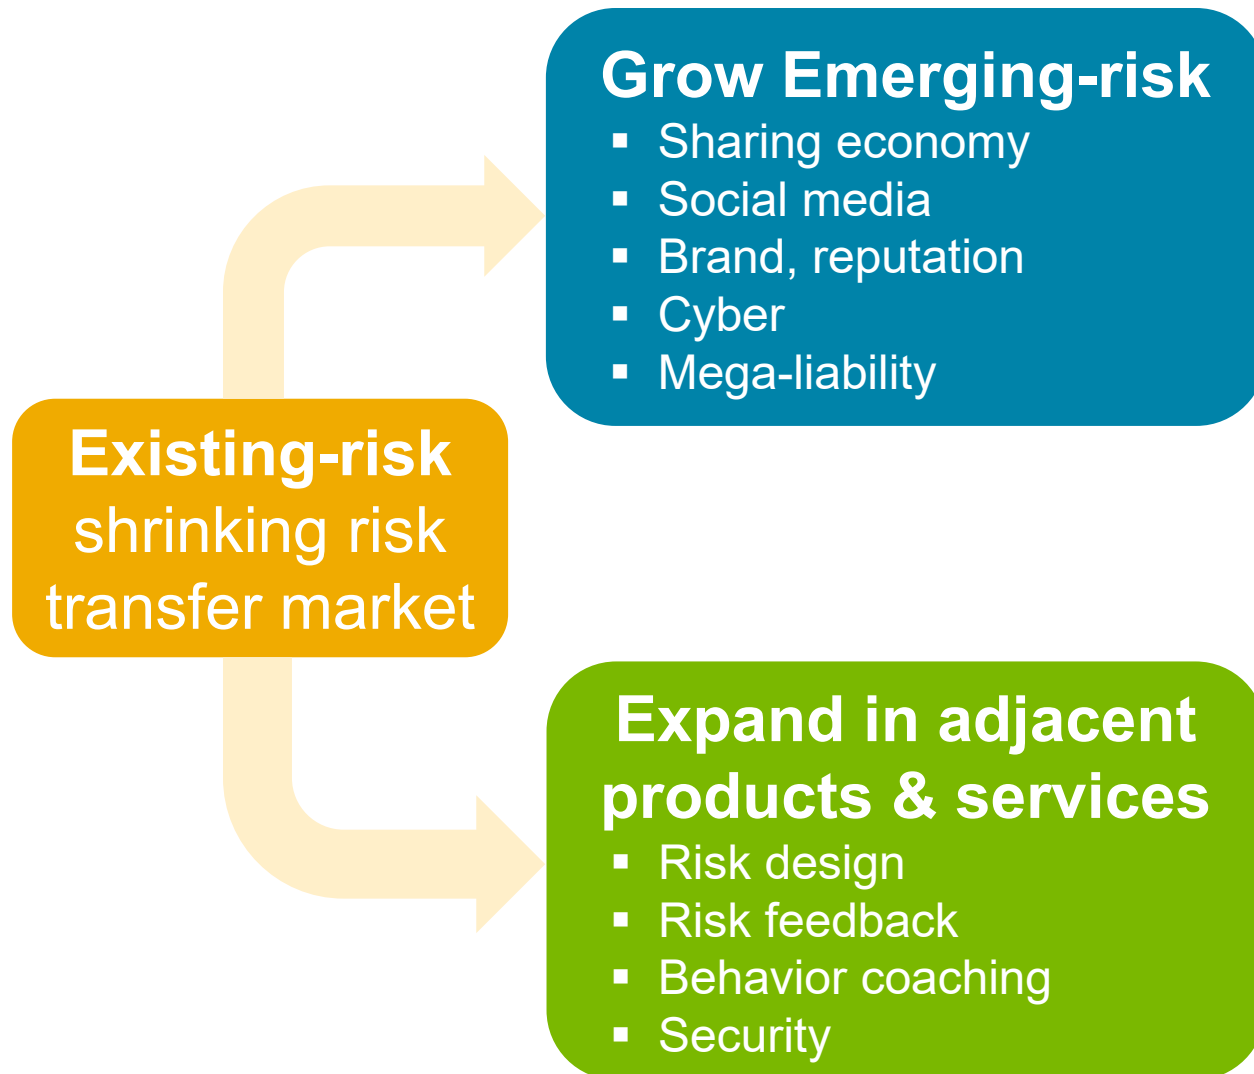 Grow Emerging-risk
▪ Sharing economy
▪ Social media
▪ Brand, reputation
▪ Cyber
▪ Mega-liability
Existing-risk
shrinking risk
transfer market
Expand in adjacent
products & services
▪ Risk design
▪ Risk feedback
▪ Behavior coaching
▪ Security